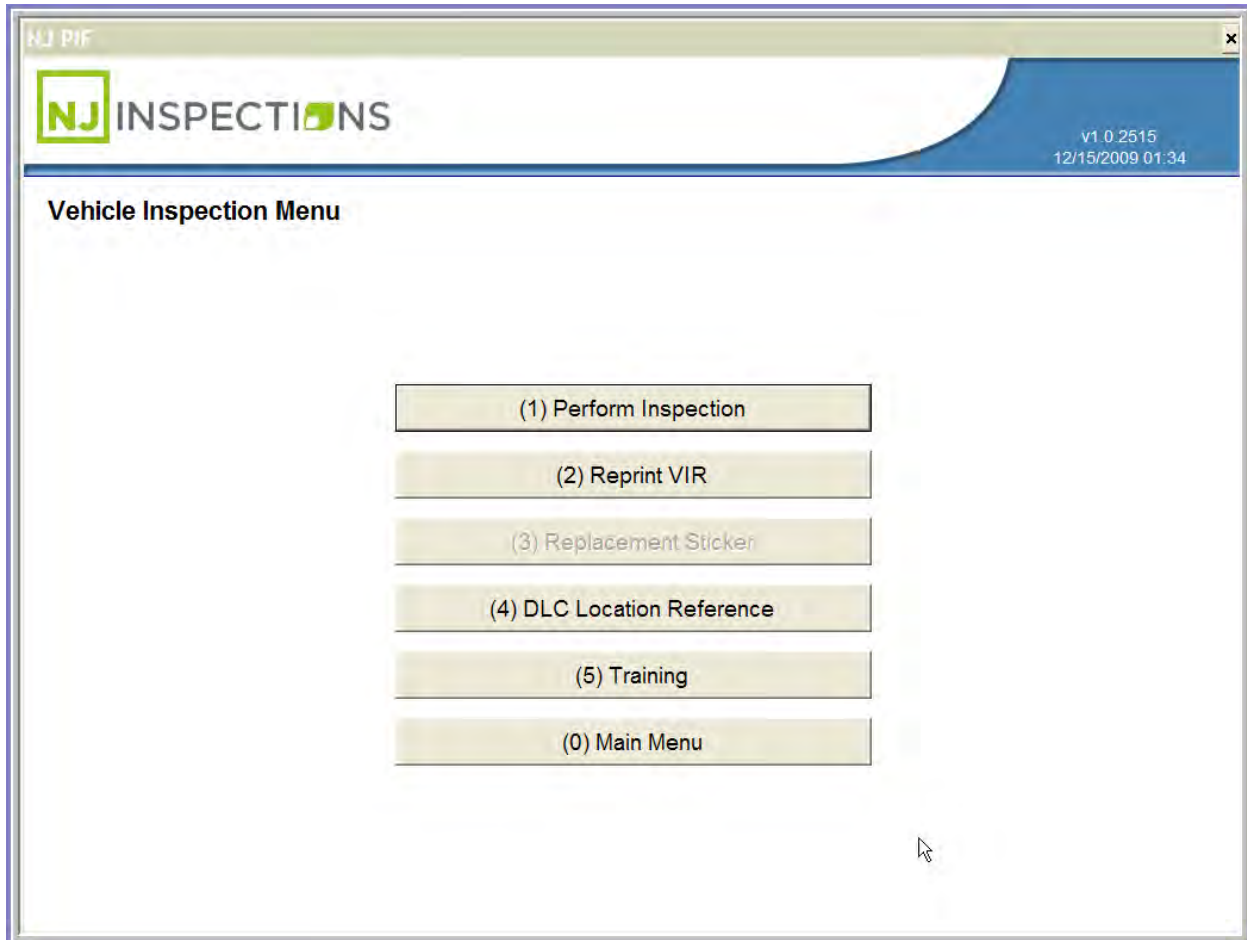 NJ PIF
NJ INSPECTIONS
v1.0.2515
12/15/2009 01:34
Vehicle Inspection Menu
(1) Perform Inspection
(2) Reprint VIR
(3) Replacement Sticker
(4) DLC Location Reference
(5) Training
(0) Main Menu